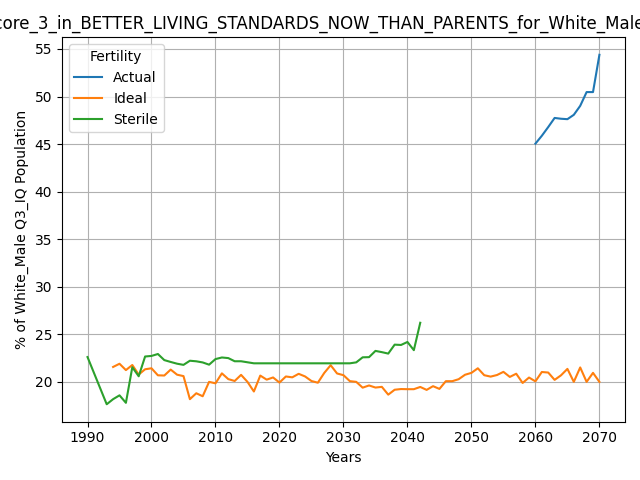 core_3_in_BETTER_LIVING_STANDARDS_NOW_THAN_PARENTS_for_White_Male
Fertility
Actual
Ideal
Sterile
% of White_Male Q3_IQ Population
55
50
45
40
35
30
25
20
1990 2000 2010 2020 2030 2040 2050 2060 2070
Years